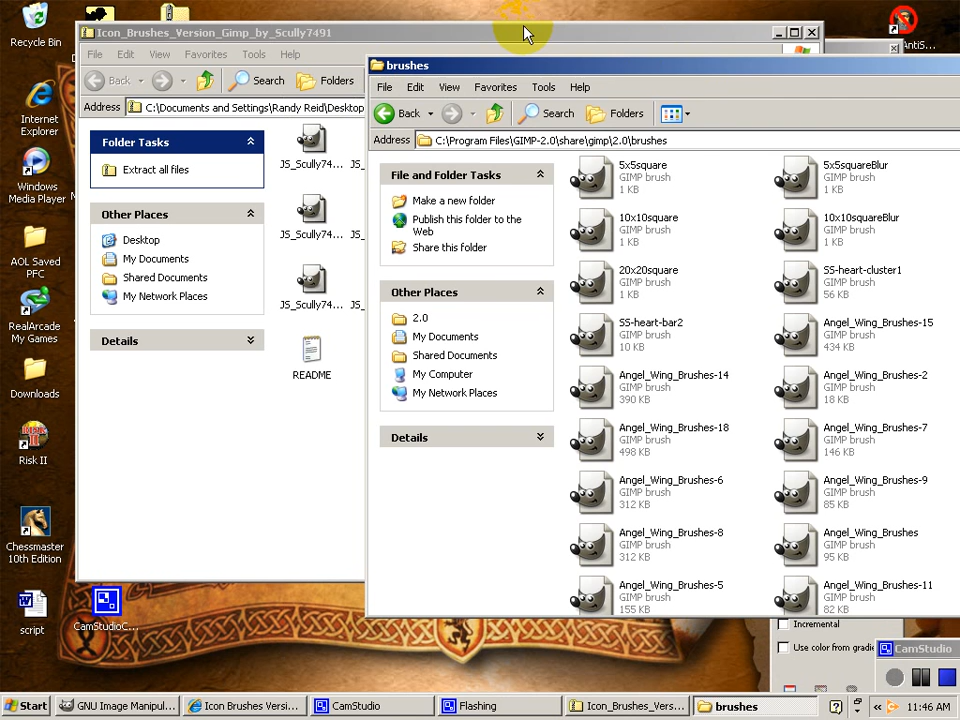 Recycle Bin
Internet
Explorer
Windows
Media Player
AOL Saved
PFC
RealArcade
My Games
Downloads
Risk II
Chessmaster
10th Edition
script
CamStudioC...
AntiS...
Icon_Brushes_Version_Gimp_by_Scully7491
File Edit View Favorites Tools Help
Back Search Folders
Address C:\Documents and Settings\Randy Reid\Desktop
Folder Tasks
Extract all files
Other Places
Desktop
My Documents
Shared Documents
My Network Places
Details
JS_Scully74...
JS_Scully74...
JS_Scully74...
README
brushes
File Edit View Favorites Tools Help
Back Search Folders
Address C:\Program Files\GIMP-2.0\share\gimp\2.0\brushes
File and Folder Tasks
Make a new folder
Publish this folder to the
Web
Share this folder
Other Places
2.0
My Documents
Shared Documents
My Computer
My Network Places
Details
5x5square
GIMP brush
1 KB
5x5squareBlur
GIMP brush
1 KB
10x10square
GIMP brush
1 KB
10x10squareBlur
GIMP brush
1 KB
20x20square
GIMP brush
1 KB
SS-heart-cluster1
GIMP brush
56 KB
SS-heart-bar2
GIMP brush
10 KB
Angel_Wing_Brushes-15
GIMP brush
434 KB
Angel_Wing_Brushes-14
GIMP brush
390 KB
Angel_Wing_Brushes-2
GIMP brush
18 KB
Angel_Wing_Brushes-18
GIMP brush
498 KB
Angel_Wing_Brushes-7
GIMP brush
146 KB
Angel_Wing_Brushes-6
GIMP brush
312 KB
Angel_Wing_Brushes-9
GIMP brush
85 KB
Angel_Wing_Brushes-8
GIMP brush
312 KB
Angel_Wing_Brushes
GIMP brush
95 KB
Angel_Wing_Brushes-5
GIMP brush
155 KB
Angel_Wing_Brushes-11
GIMP brush
82 KB
Incremental
Use color from gradie
CamStudio
Start GNU Image Manipul... Icon Brushes Versi... CamStudio Flashing Icon_Brushes_Vers... brushes 11:46 AM